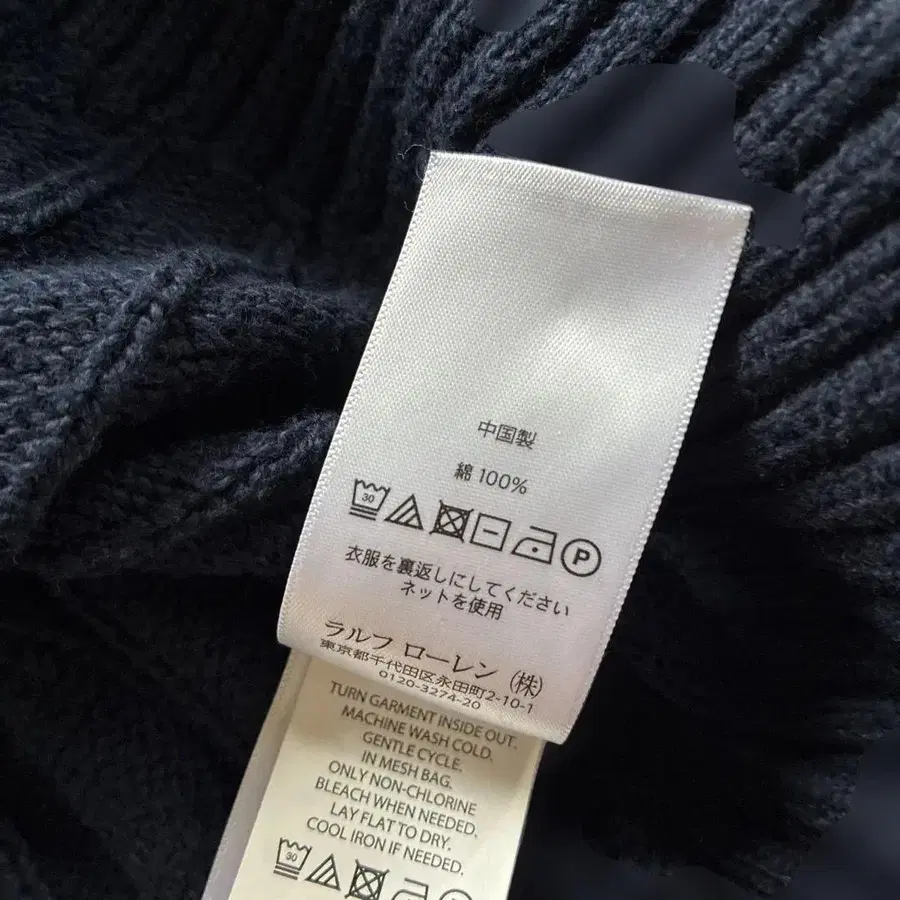 中国製
綿 100%
30 P
衣服を裏返しにしてください
ネットを使用
ラルフ ローレン (株)
東京都千代田区永田町2-10-1
0120-3274-20
TURN GARMENT INSIDE OUT.
MACHINE WASH COLD.
GENTLE CYCLE.
IN MESH BAG.
ONLY NON-CHLORINE
BLEACH WHEN NEEDED.
LAY FLAT TO DRY.
COOL IRON IF NEEDED.
30